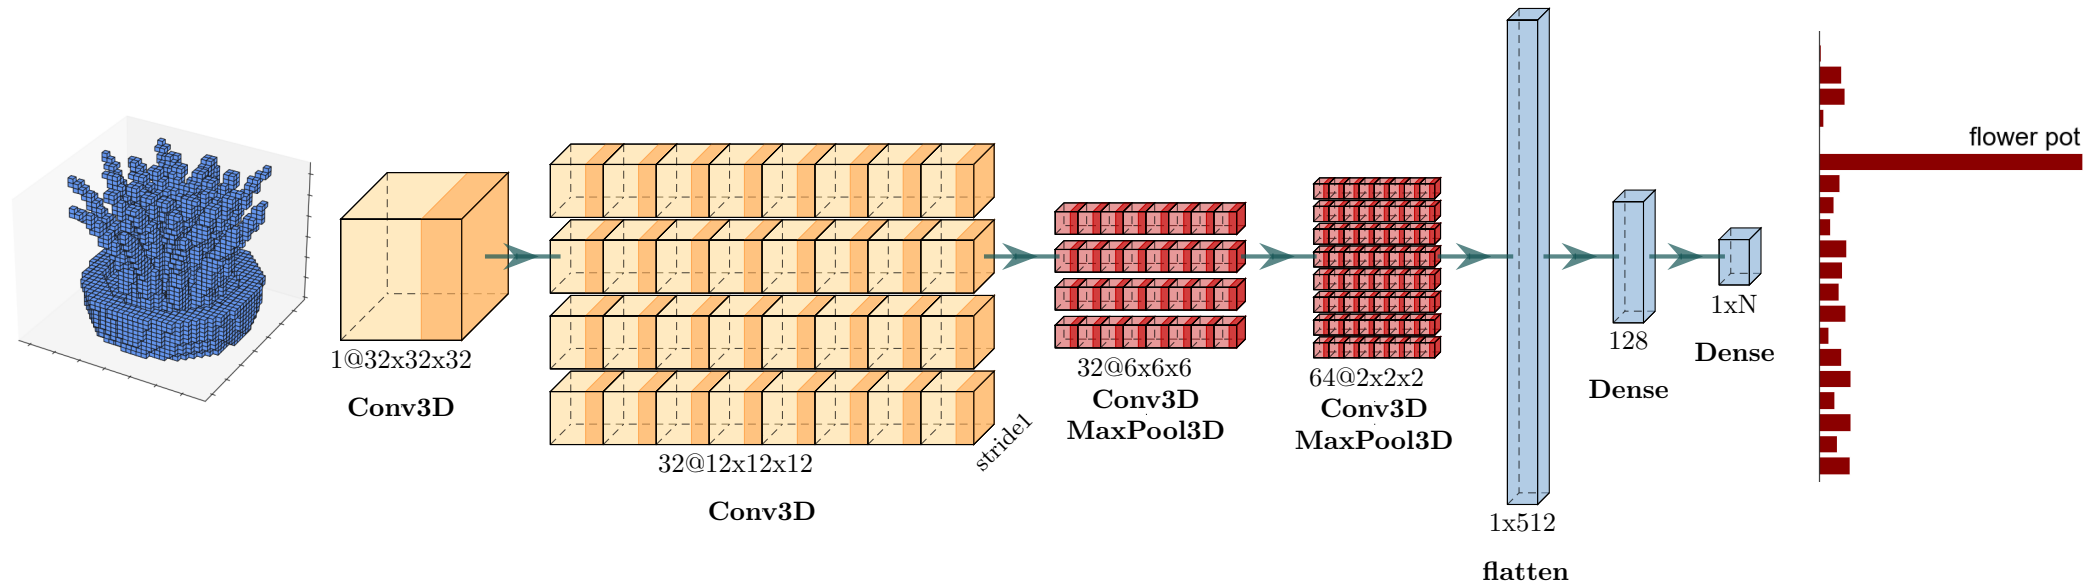 1@32x32x32
Conv3D
32@12x12x12
stride1
Conv3D
32@6x6x6
Conv3D
MaxPool3D
64@2x2x2
Conv3D
MaxPool3D
1x512
flatten
128
Dense
1xN
Dense
flower pot